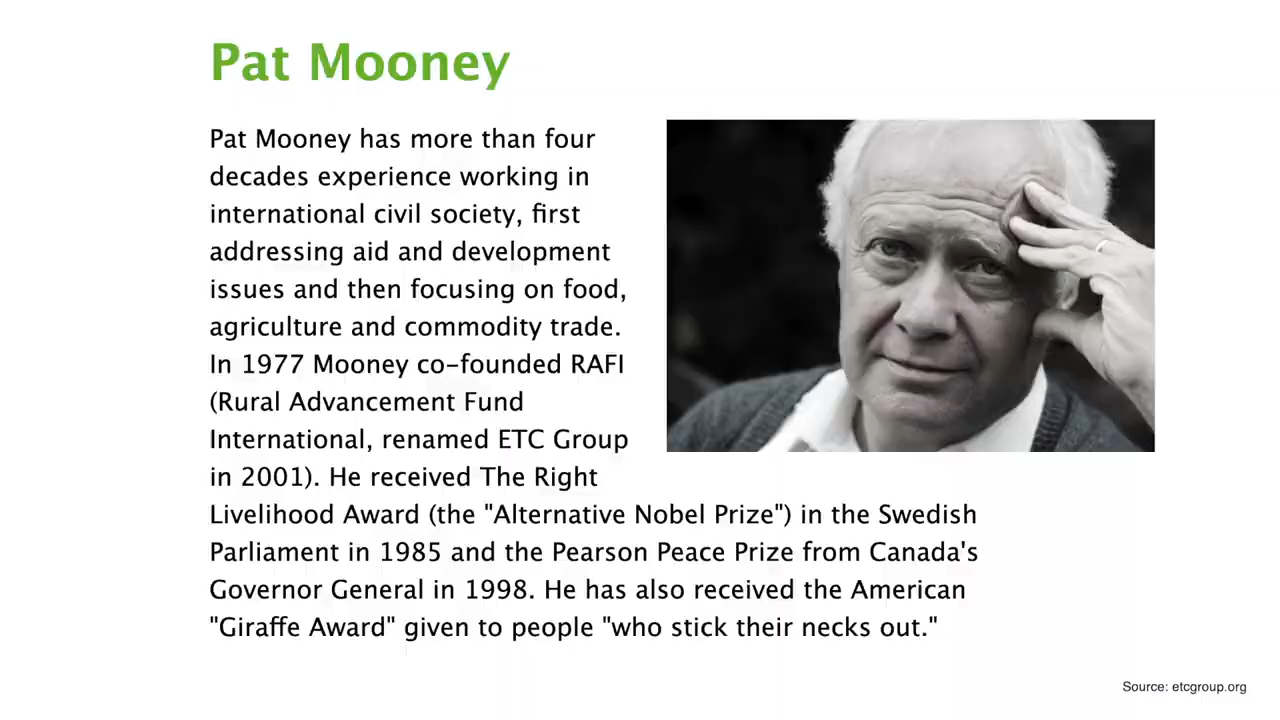 Pat Mooney
Pat Mooney has more than four
decades experience working in
international civil society, first
addressing aid and development
issues and then focusing on food,
agriculture and commodity trade.
In 1977 Mooney co-founded RAFI
(Rural Advancement Fund
International, renamed ETC Group
in 2001). He received The Right
Livelihood Award (the "Alternative Nobel Prize") in the Swedish
Parliament in 1985 and the Pearson Peace Prize from Canada's
Governor General in 1998. He has also received the American
"Giraffe Award" given to people "who stick their necks out."
Source: etcgroup.org